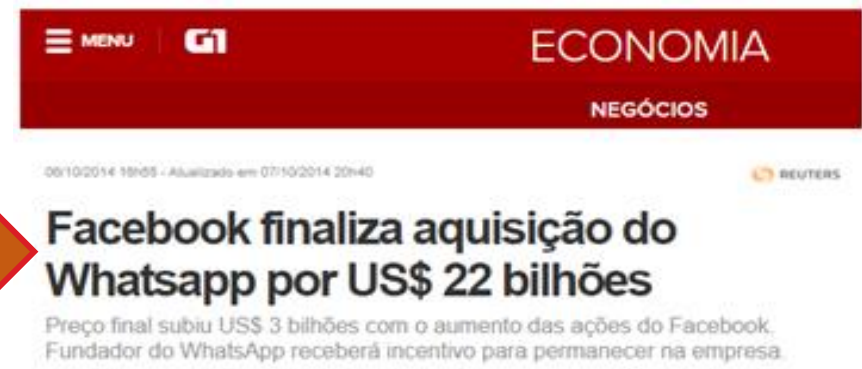 MENU G1 ECONOMIA
NEGÓCIOS
06/10/2014 16h55 - Atualizado em 07/10/2014 20h40 REUTERS
Facebook finaliza aquisição do
Whatsapp por US$ 22 bilhões
Preço final subiu US$ 3 bilhões com o aumento das ações do Facebook.
Fundador do WhatsApp receberá incentivo para permanecer na empresa.